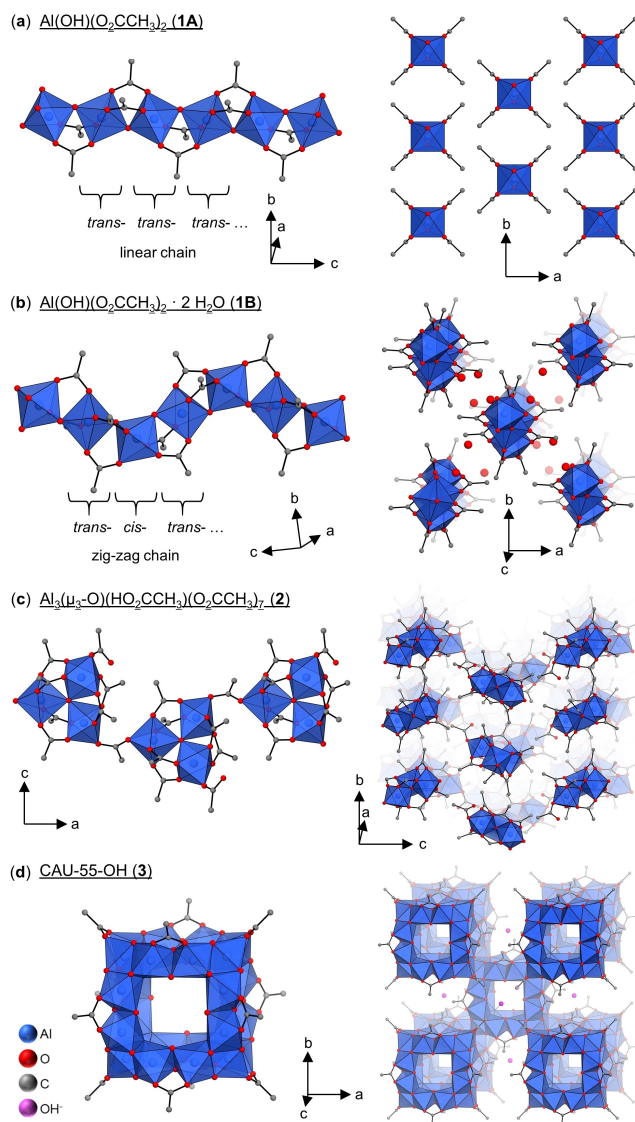 (a) Al(OH)(O₂CCH₃)₂ (1A)
trans- trans- trans- ...
linear chain
b
a
c
b
a
(b) Al(OH)(O₂CCH₃)₂ · 2 H₂O (1B)
trans- cis- trans- ...
zig-zag chain
b
a
c
b
a
c
(c) Al₃(μ₃-O)(HO₂CCH₃)(O₂CCH₃)₇ (2)
c
a
b
a
c
(d) CAU-55-OH (3)
Al
O
C
OH⁻
b
a
c